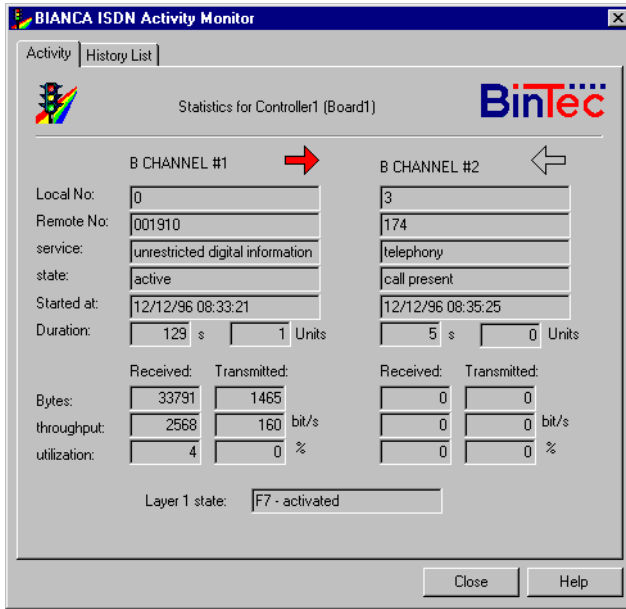 BIANCA ISDN Activity Monitor
Activity History List
Statistics for Controller1 (Board1)
BinTec
B CHANNEL #1 B CHANNEL #2
Local No: 0 3
Remote No: 001910 174
service: unrestricted digital information telephony
state: active call present
Started at: 12/12/96 08:33:21 12/12/96 08:35:25
Duration: 129 s 1 Units 5 s 0 Units
Received: Transmitted: Received: Transmitted:
Bytes: 33791 1465 0 0
throughput: 2568 160 bit/s 0 0 bit/s
utilization: 4 0 % 0 0 %
Layer 1 state: F7 - activated
Close Help